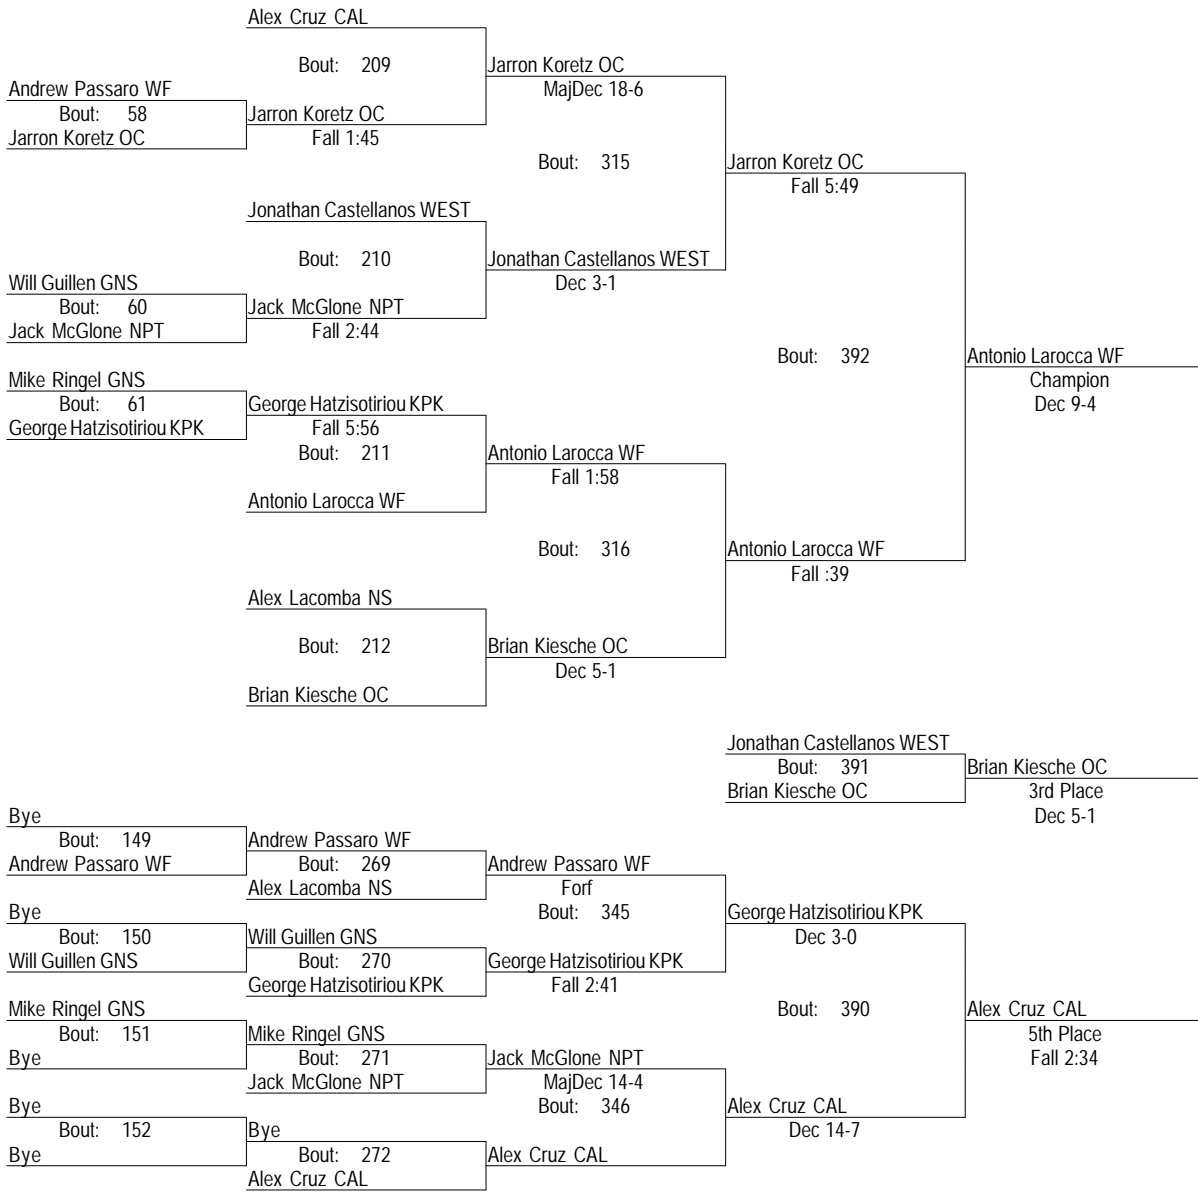 Alex Cruz CAL
Bout: 209
Jarron Koretz OC
Andrew Passaro WF
MajDec 18-6
Bout: 58
Jarron Koretz OC
Jarron Koretz OC
Fall 1:45
Bout: 315
Jarron Koretz OC
Fall 5:49
Jonathan Castellanos WEST
Bout: 210
Jonathan Castellanos WEST
Will Guillen GNS
Dec 3-1
Bout: 60
Jack McGlone NPT
Jack McGlone NPT
Fall 2:44
Bout: 392
Antonio Larocca WF
Mike Ringel GNS
Champion
Bout: 61
George Hatzisotiriou KPK
Dec 9-4
George Hatzisotiriou KPK
Fall 5:56
Bout: 211
Antonio Larocca WF
Fall 1:58
Antonio Larocca WF
Bout: 316
Antonio Larocca WF
Fall :39
Alex Lacomba NS
Bout: 212
Brian Kiesche OC
Dec 5-1
Brian Kiesche OC
Jonathan Castellanos WEST
Bout: 391
Brian Kiesche OC
Brian Kiesche OC
3rd Place
Dec 5-1
Bye
Bout: 149
Andrew Passaro WF
Andrew Passaro WF
Bout: 269
Andrew Passaro WF
Alex Lacomba NS
Forf
Bye
Bout: 345
George Hatzisotiriou KPK
Bout: 150
Will Guillen GNS
Dec 3-0
Will Guillen GNS
Bout: 270
George Hatzisotiriou KPK
George Hatzisotiriou KPK
Fall 2:41
Mike Ringel GNS
Bout: 390
Alex Cruz CAL
Bout: 151
Mike Ringel GNS
5th Place
Bye
Bout: 271
Jack McGlone NPT
Fall 2:34
Jack McGlone NPT
MajDec 14-4
Bye
Bout: 346
Alex Cruz CAL
Bout: 152
Bye
Dec 14-7
Bye
Bout: 272
Alex Cruz CAL
Alex Cruz CAL